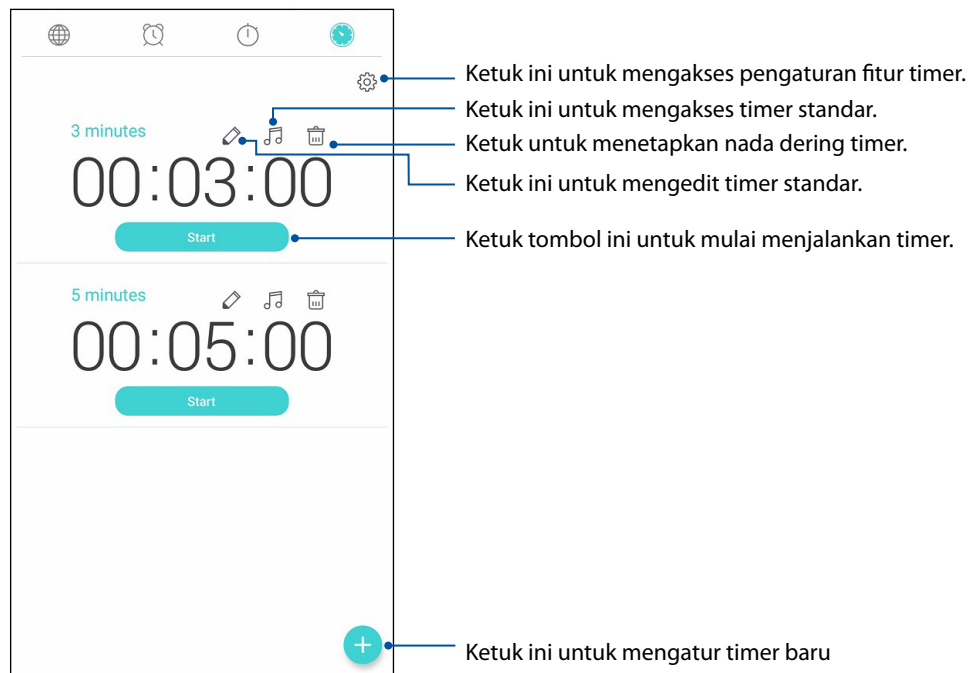 Ketuk ini untuk mengakses pengaturan fitur timer.
Ketuk ini untuk mengakses timer standar.
3 minutes
Ketuk untuk menetapkan nada dering timer.
00:03:00
Ketuk ini untuk mengedit timer standar.
Start
Ketuk tombol ini untuk mulai menjalankan timer.
5 minutes
00:05:00
Start
Ketuk ini untuk mengatur timer baru